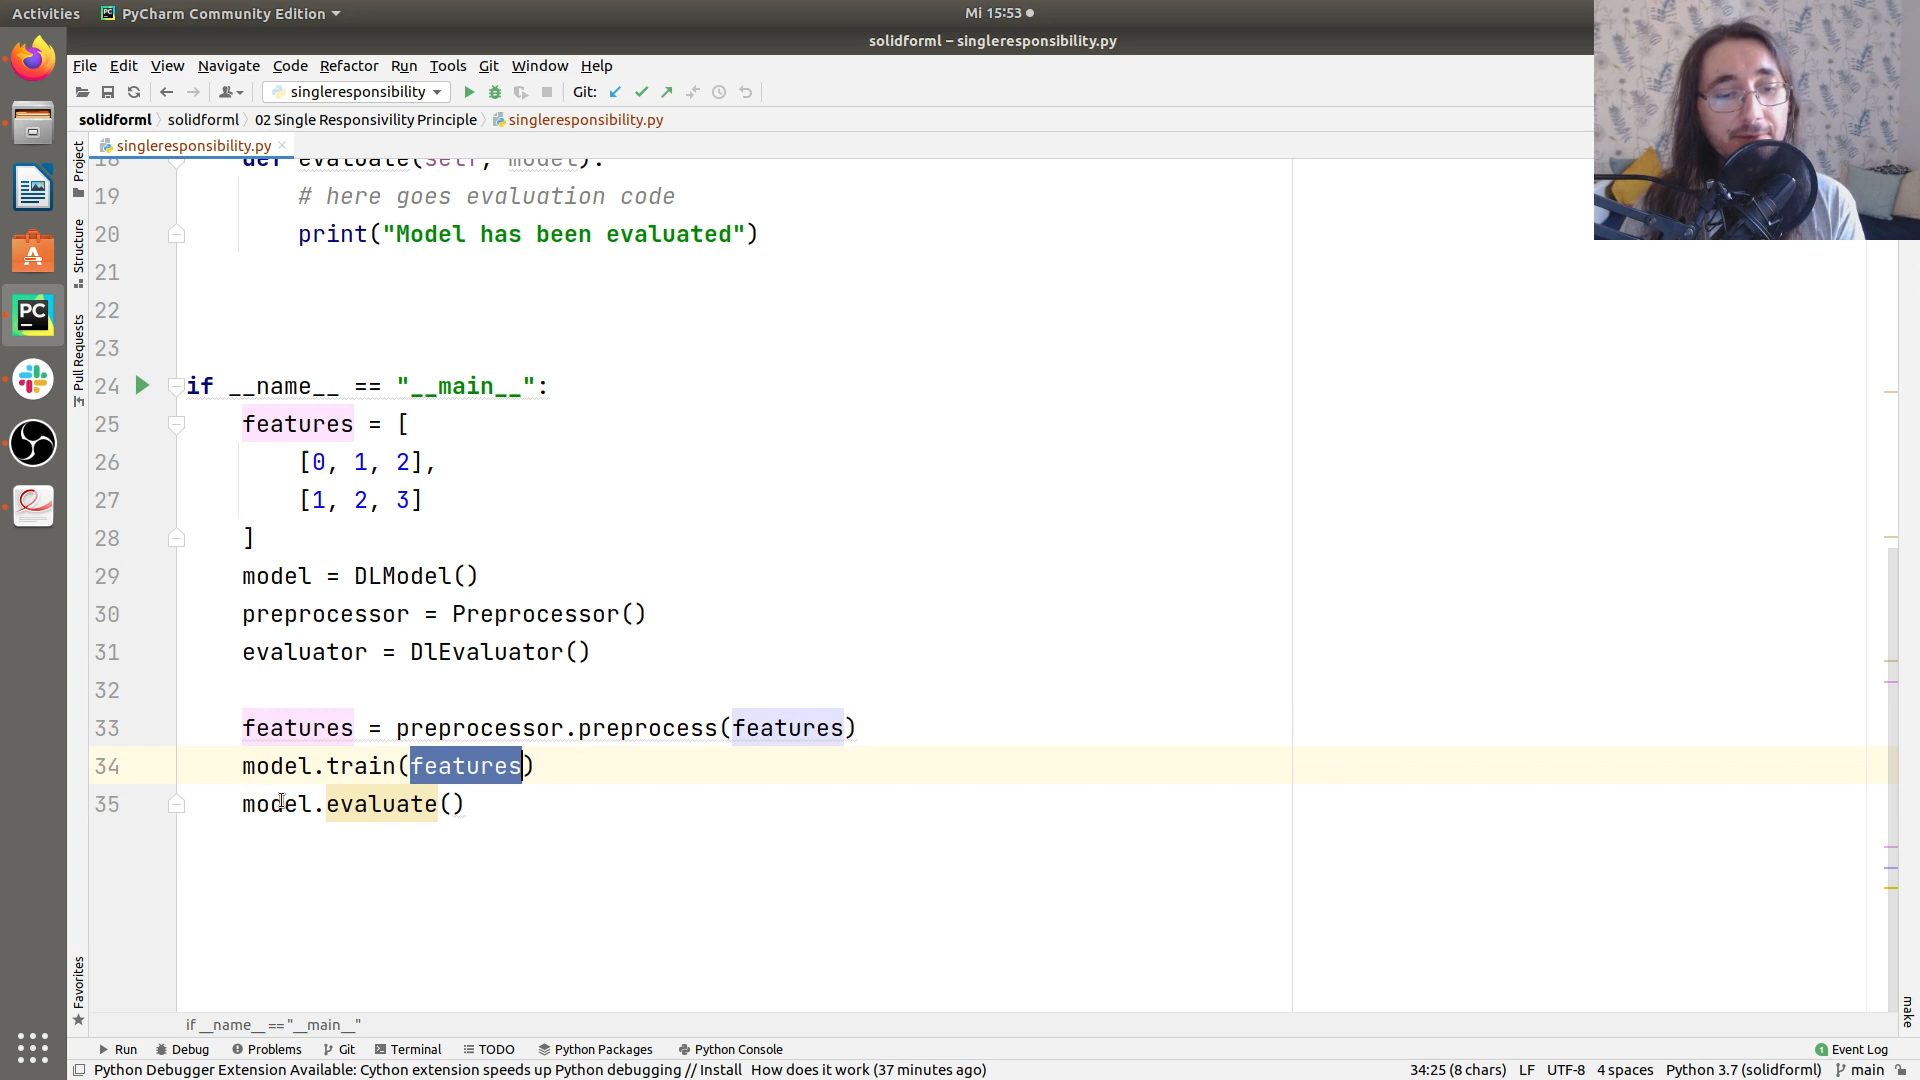 Activities PyCharm Community Edition Mi 15:53
solidforml – singleresponsibility.py
File Edit View Navigate Code Refactor Run Tools Git Window Help
singleresponsibility Git:
solidforml solidforml 02 Single Responsivility Principle singleresponsibility.py
singleresponsibility.py
Project
Structure
Pull Requests
Favorites
18 def evaluate(self, model):
19 # here goes evaluation code
20 print("Model has been evaluated")
21
22
23
24 if __name__ == "__main__":
25 features = [
26 [0, 1, 2],
27 [1, 2, 3]
28 ]
29 model = DLModel()
30 preprocessor = Preprocessor()
31 evaluator = DlEvaluator()
32
33 features = preprocessor.preprocess(features)
34 model.train(features)
35 model.evaluate()
make
if __name__ == "__main__"
Run Debug Problems Git Terminal TODO Python Packages Python Console 1 Event Log
Python Debugger Extension Available: Cython extension speeds up Python debugging // Install How does it work (37 minutes ago) 34:25 (8 chars) LF UTF-8 4 spaces Python 3.7 (solidforml) main